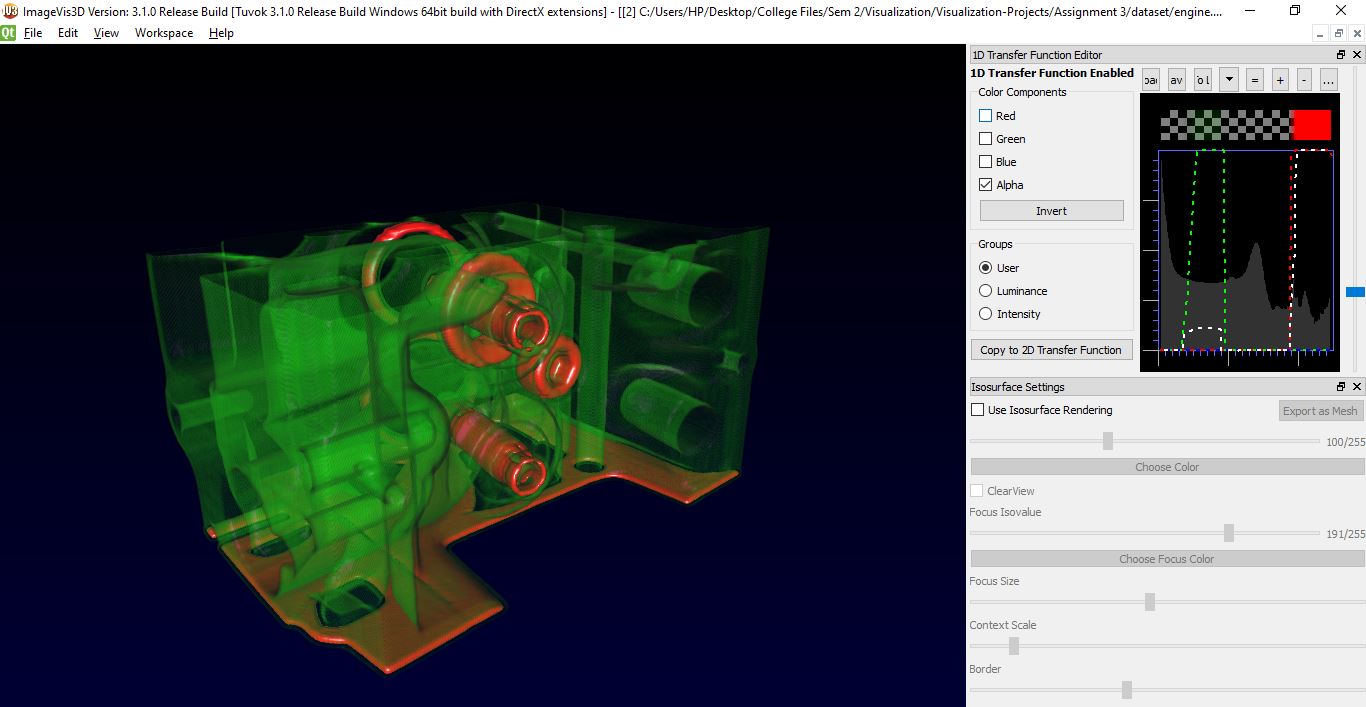 ImageVis3D Version: 3.1.0 Release Build [Tuvok 3.1.0 Release Build Windows 64bit build with DirectX extensions] - [[2] C:/Users/HP/Desktop/College Files/Sem 2/Visualization/Visualization-Projects/Assignment 3/dataset/engine....
Qt File Edit View Workspace Help
1D Transfer Function Editor
1D Transfer Function Enabled
av = + - ...
Color Components
Red
Green
Blue
Alpha
Invert
Groups
User
Luminance
Intensity
Copy to 2D Transfer Function
Isosurface Settings
Use Isosurface Rendering Export as Mesh
100/255
Choose Color
ClearView
Focus Isovalue
191/255
Choose Focus Color
Focus Size
Context Scale
Border